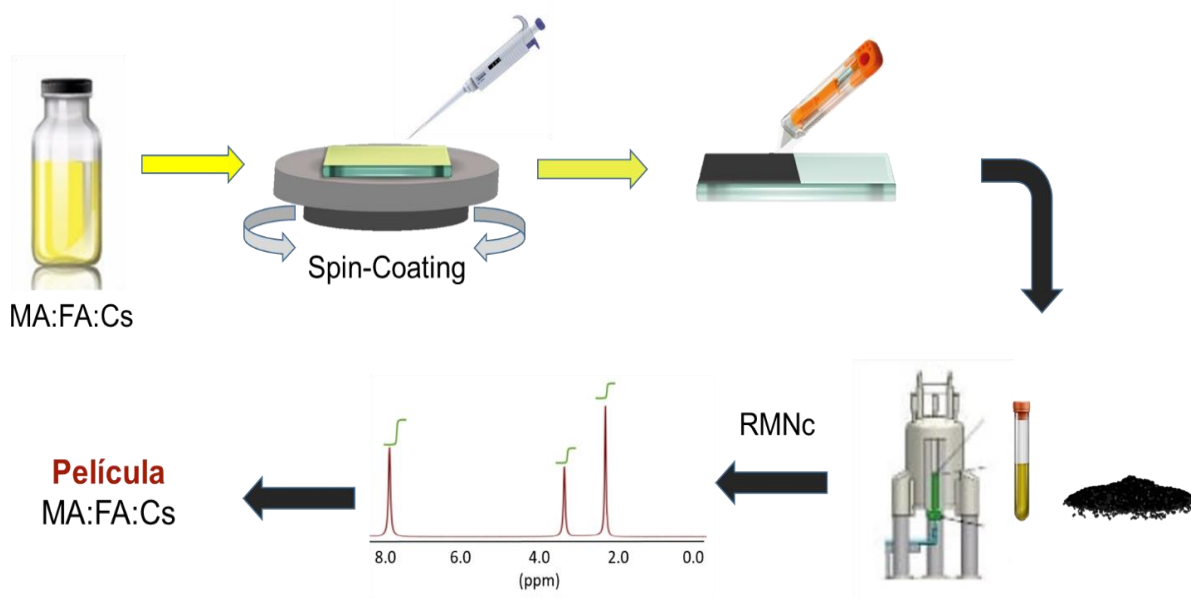 MA:FA:Cs
Spin-Coating
RMNc
Película
MA:FA:Cs
8.0 6.0 4.0 2.0 0.0
(ppm)